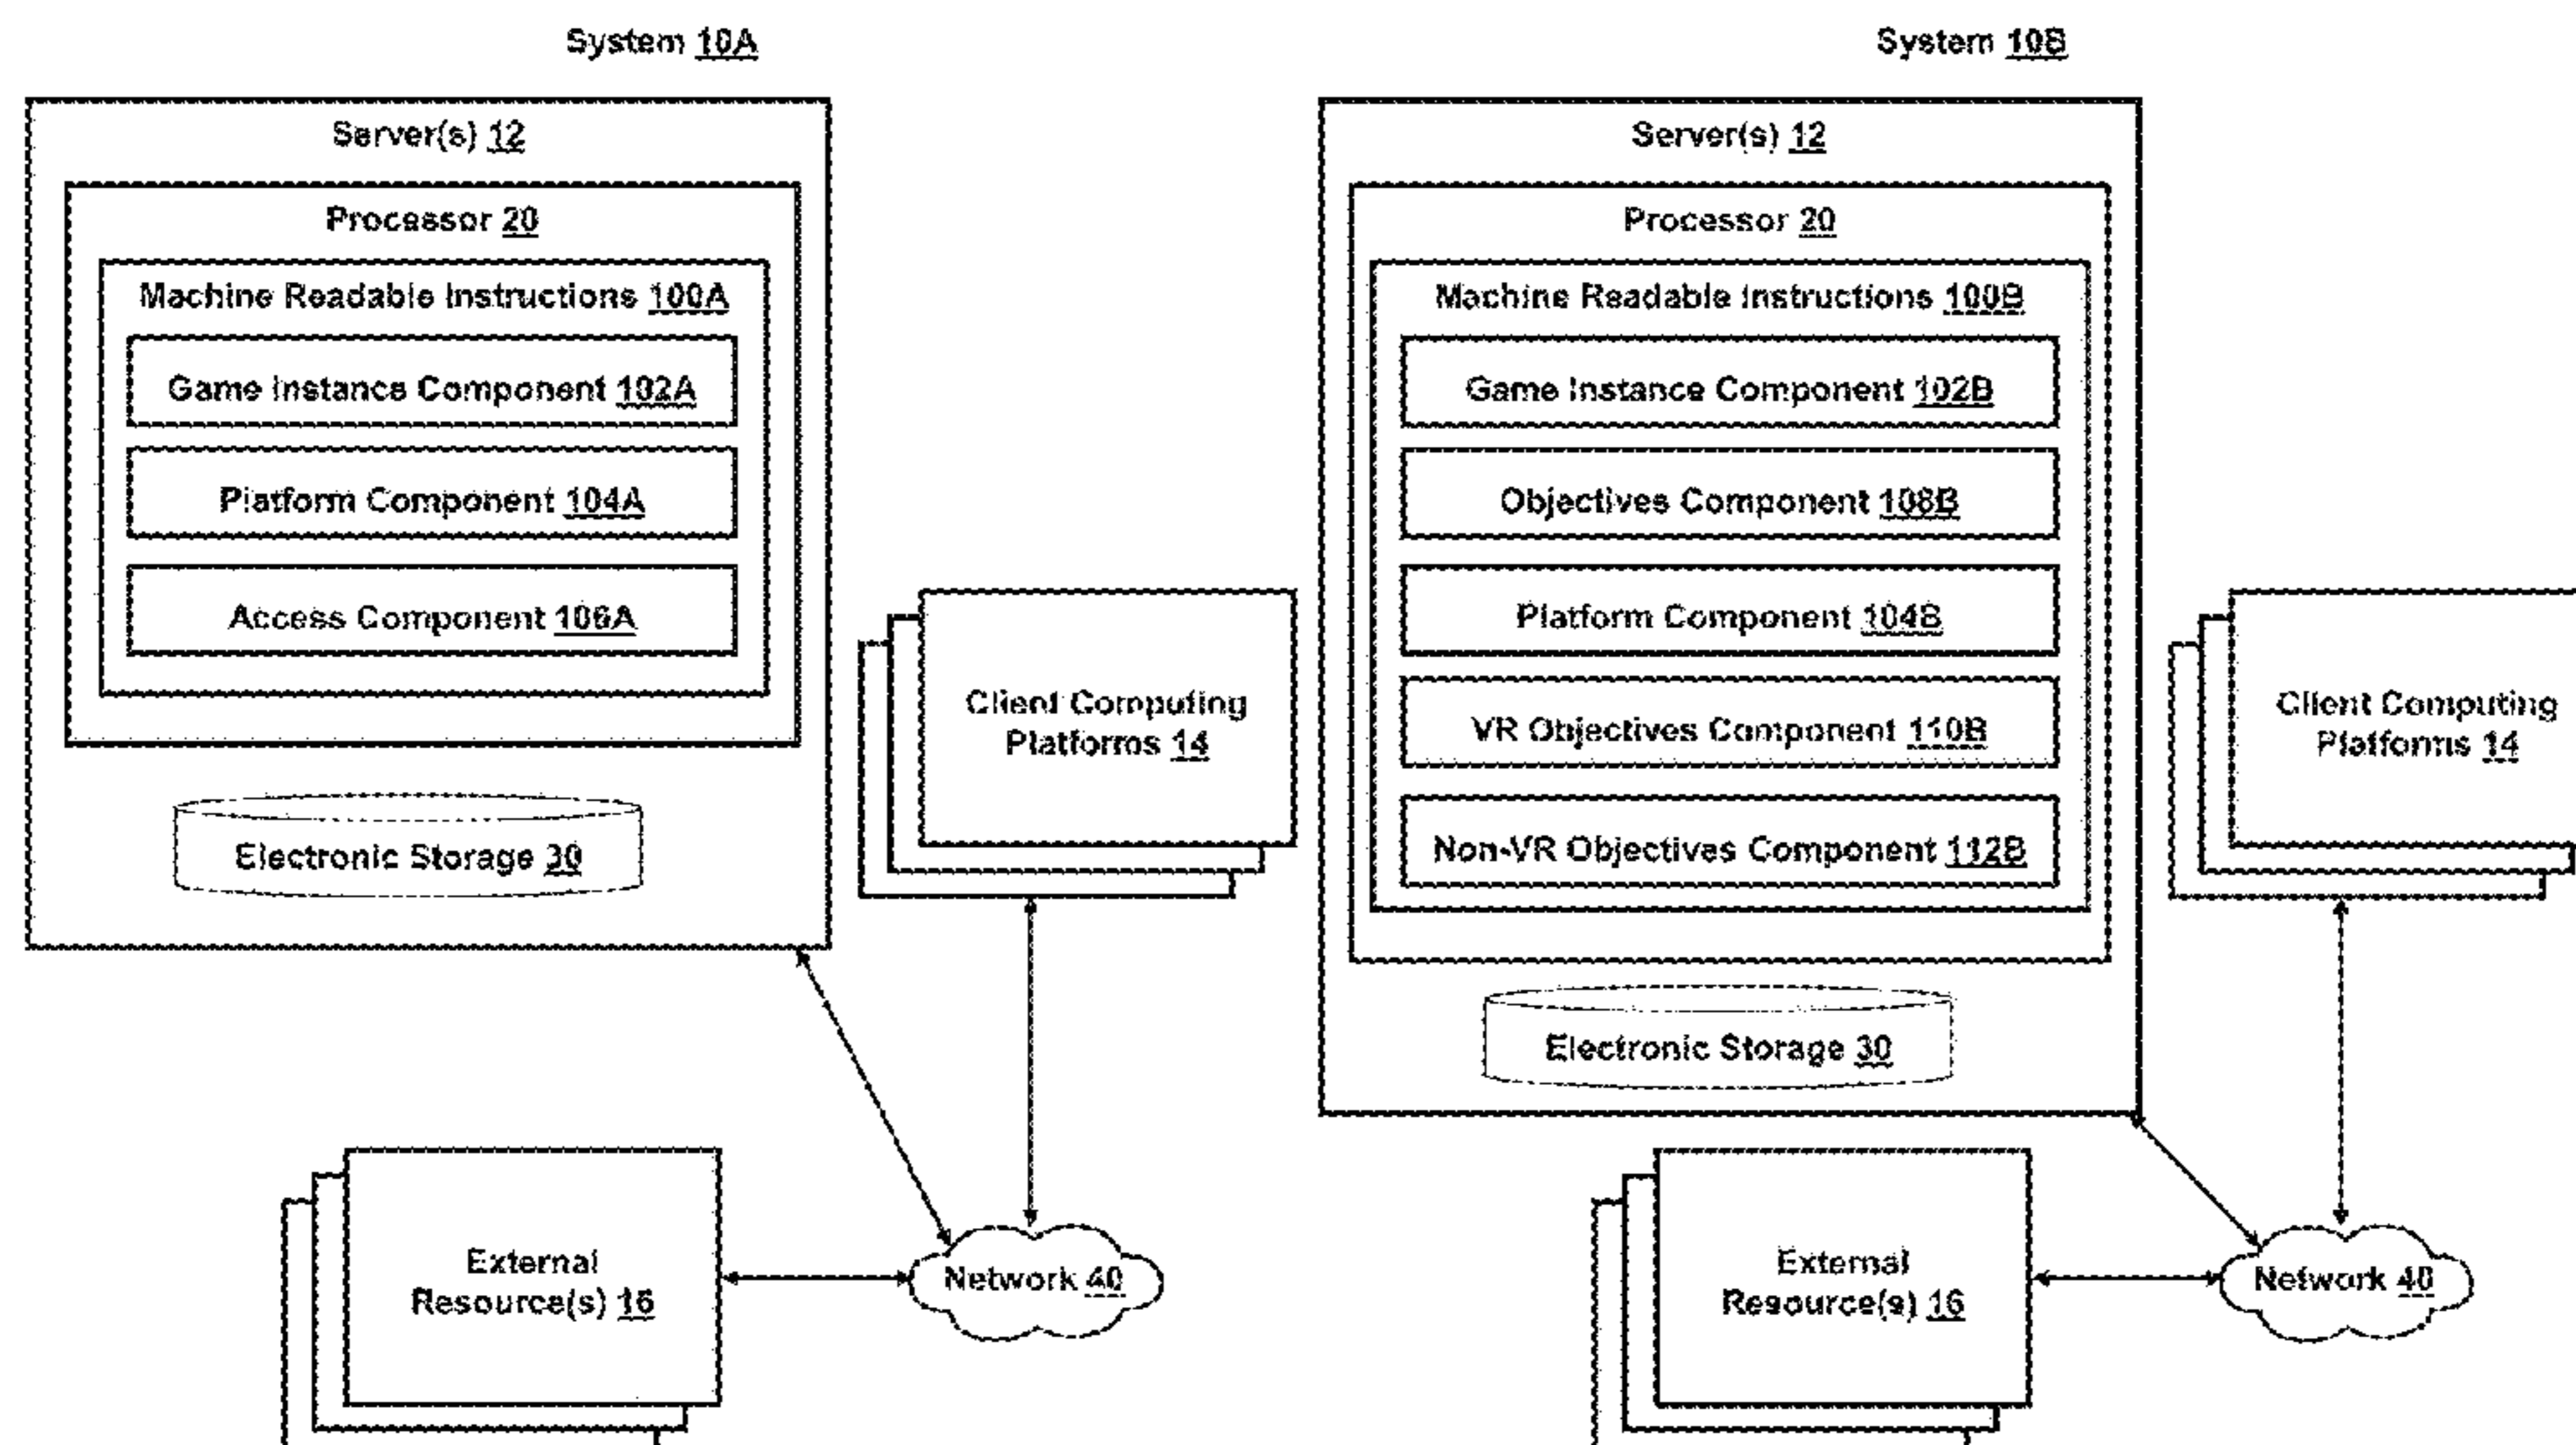 System 10A
Server(s) 12
Processor 20
Machine Readable Instructions 100A
Game Instance Component 102A
Platform Component 104A
Access Component 106A
Electronic Storage 30
Client Computing
Platforms 14
External
Resource(s) 16
Network 40
System 10B
Server(s) 12
Processor 20
Machine Readable Instructions 100B
Game Instance Component 102B
Objectives Component 108B
Platform Component 104B
VR Objectives Component 110B
Non-VR Objectives Component 112B
Electronic Storage 30
Client Computing
Platforms 14
External
Resource(s) 16
Network 40